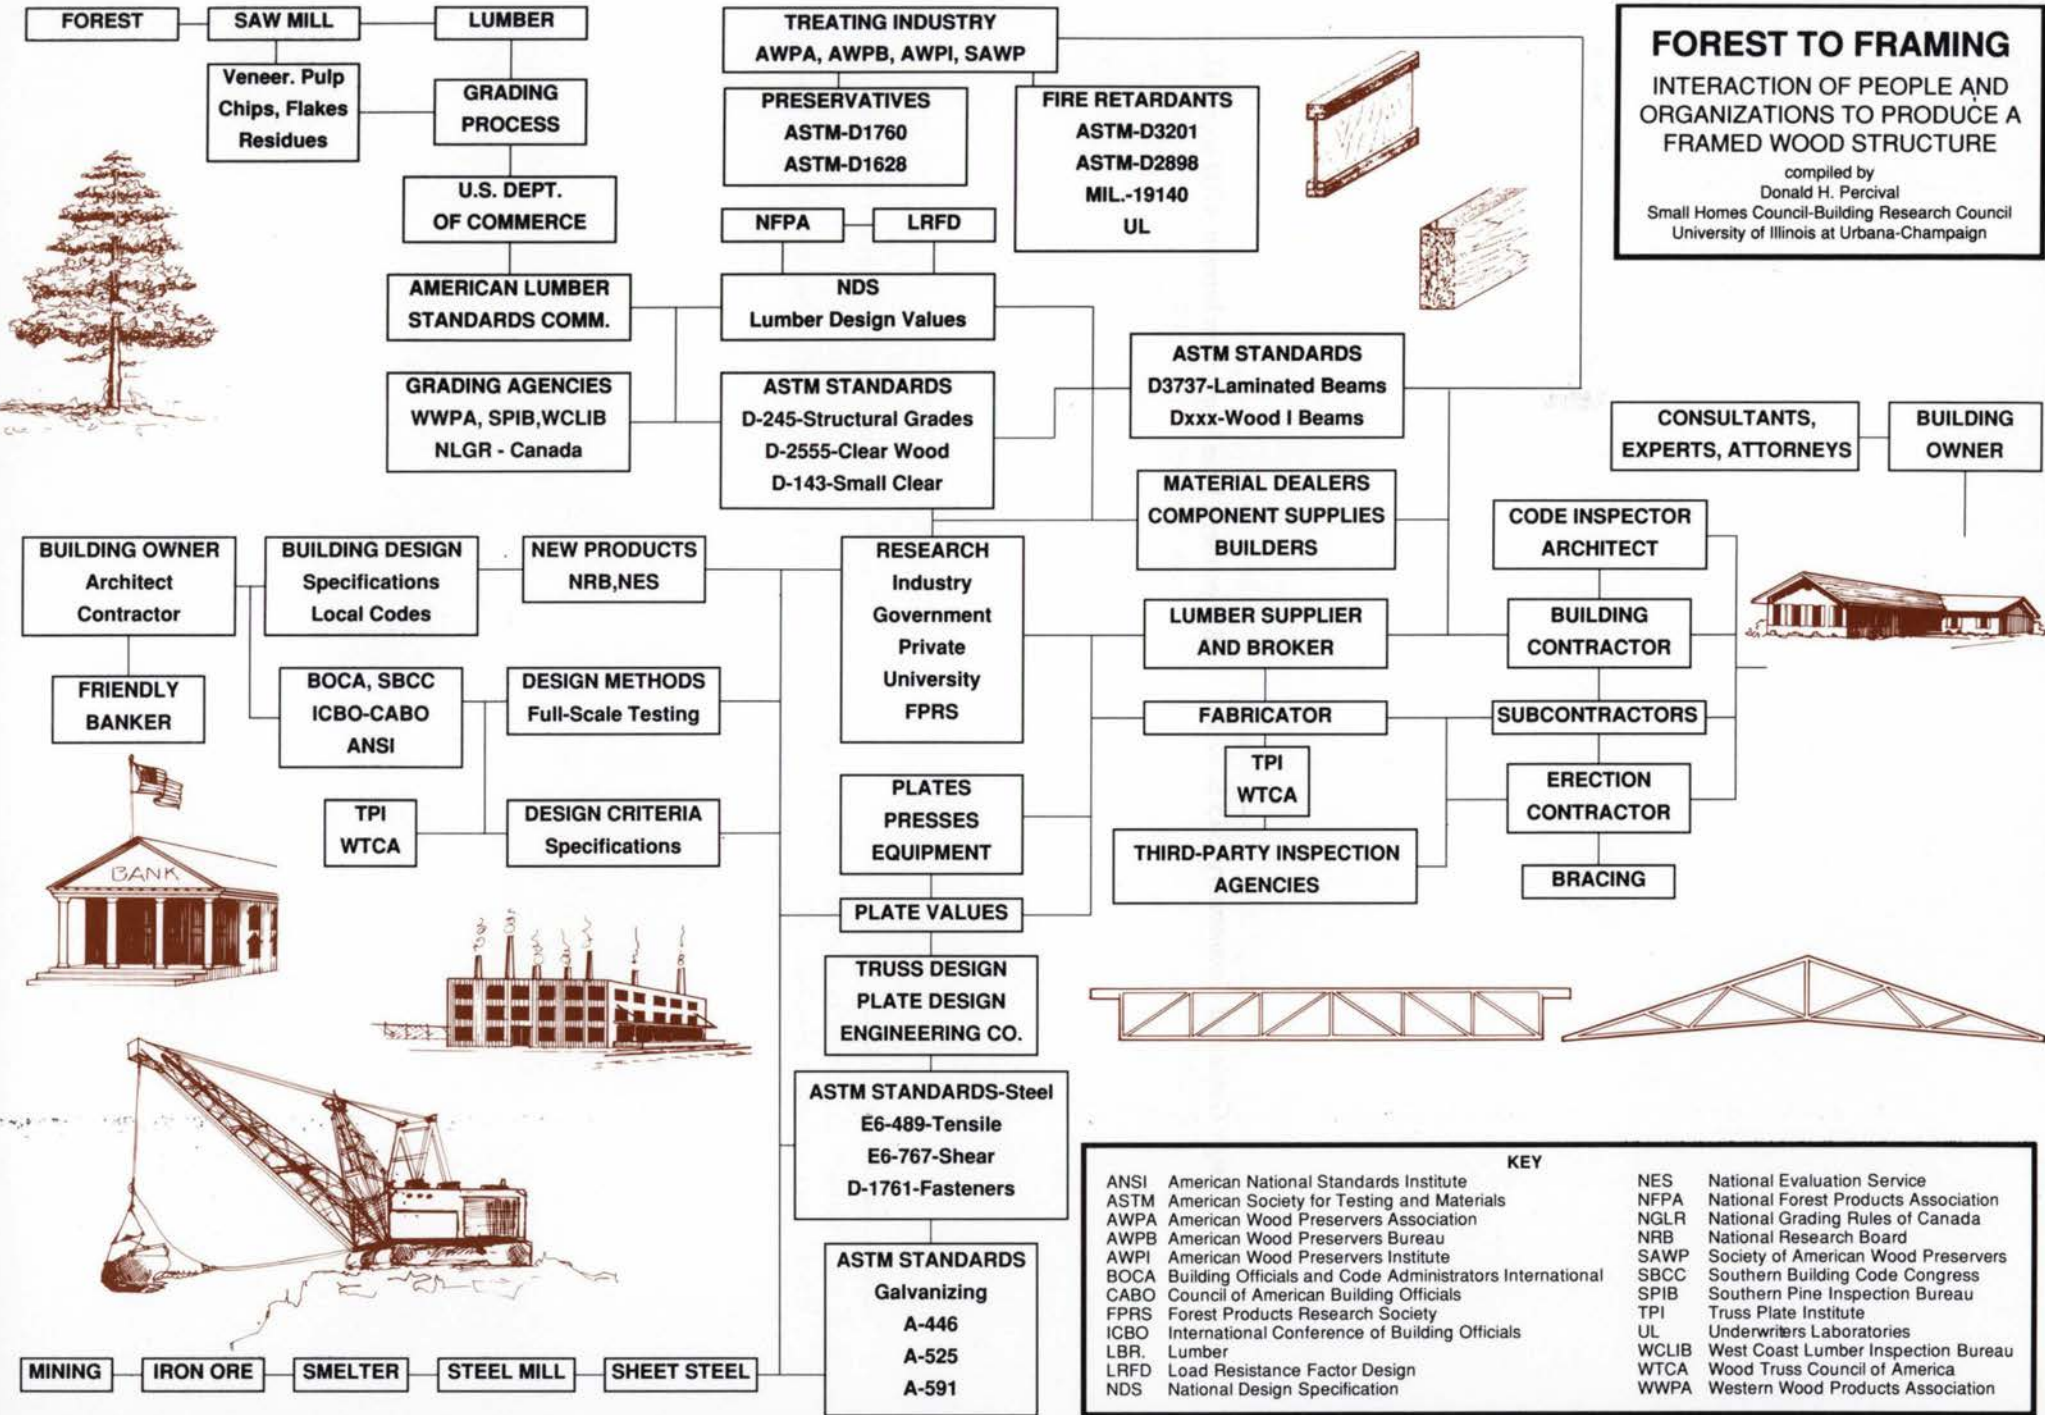 FOREST
SAW MILL
LUMBER
Veneer. Pulp
Chips, Flakes
Residues
GRADING
PROCESS
U.S. DEPT.
OF COMMERCE
AMERICAN LUMBER
STANDARDS COMM.
GRADING AGENCIES
WWPA, SPIB,WCLIB
NLGR - Canada
TREATING INDUSTRY
AWPA, AWPB, AWPI, SAWP
PRESERVATIVES
ASTM-D1760
ASTM-D1628
FIRE RETARDANTS
ASTM-D3201
ASTM-D2898
MIL.-19140
UL
NFPA
LRFD
NDS
Lumber Design Values
ASTM STANDARDS
D-245-Structural Grades
D-2555-Clear Wood
D-143-Small Clear
ASTM STANDARDS
D3737-Laminated Beams
Dxxx-Wood I Beams
MATERIAL DEALERS
COMPONENT SUPPLIES
BUILDERS
FOREST TO FRAMING
INTERACTION OF PEOPLE AND
ORGANIZATIONS TO PRODUCE A
FRAMED WOOD STRUCTURE
compiled by
Donald H. Percival
Small Homes Council-Building Research Council
University of Illinois at Urbana-Champaign
CONSULTANTS,
EXPERTS, ATTORNEYS
BUILDING
OWNER
BUILDING OWNER
Architect
Contractor
BUILDING DESIGN
Specifications
Local Codes
NEW PRODUCTS
NRB,NES
FRIENDLY
BANKER
BOCA, SBCC
ICBO-CABO
ANSI
DESIGN METHODS
Full-Scale Testing
TPI
WTCA
DESIGN CRITERIA
Specifications
BANK
RESEARCH
Industry
Government
Private
University
FPRS
PLATES
PRESSES
EQUIPMENT
PLATE VALUES
TRUSS DESIGN
PLATE DESIGN
ENGINEERING CO.
ASTM STANDARDS-Steel
E6-489-Tensile
E6-767-Shear
D-1761-Fasteners
ASTM STANDARDS
Galvanizing
A-446
A-525
A-591
LUMBER SUPPLIER
AND BROKER
FABRICATOR
TPI
WTCA
THIRD-PARTY INSPECTION
AGENCIES
CODE INSPECTOR
ARCHITECT
BUILDING
CONTRACTOR
SUBCONTRACTORS
ERECTION
CONTRACTOR
BRACING
MINING
IRON ORE
SMELTER
STEEL MILL
SHEET STEEL
KEY
ANSI American National Standards Institute
ASTM American Society for Testing and Materials
AWPA American Wood Preservers Association
AWPB American Wood Preservers Bureau
AWPI American Wood Preservers Institute
BOCA Building Officials and Code Administrators International
CABO Council of American Building Officials
FPRS Forest Products Research Society
ICBO International Conference of Building Officials
LBR. Lumber
LRFD Load Resistance Factor Design
NDS National Design Specification
NES National Evaluation Service
NFPA National Forest Products Association
NGLR National Grading Rules of Canada
NRB National Research Board
SAWP Society of American Wood Preservers
SBCC Southern Building Code Congress
SPIB Southern Pine Inspection Bureau
TPI Truss Plate Institute
UL Underwriters Laboratories
WCLIB West Coast Lumber Inspection Bureau
WTCA Wood Truss Council of America
WWPA Western Wood Products Association